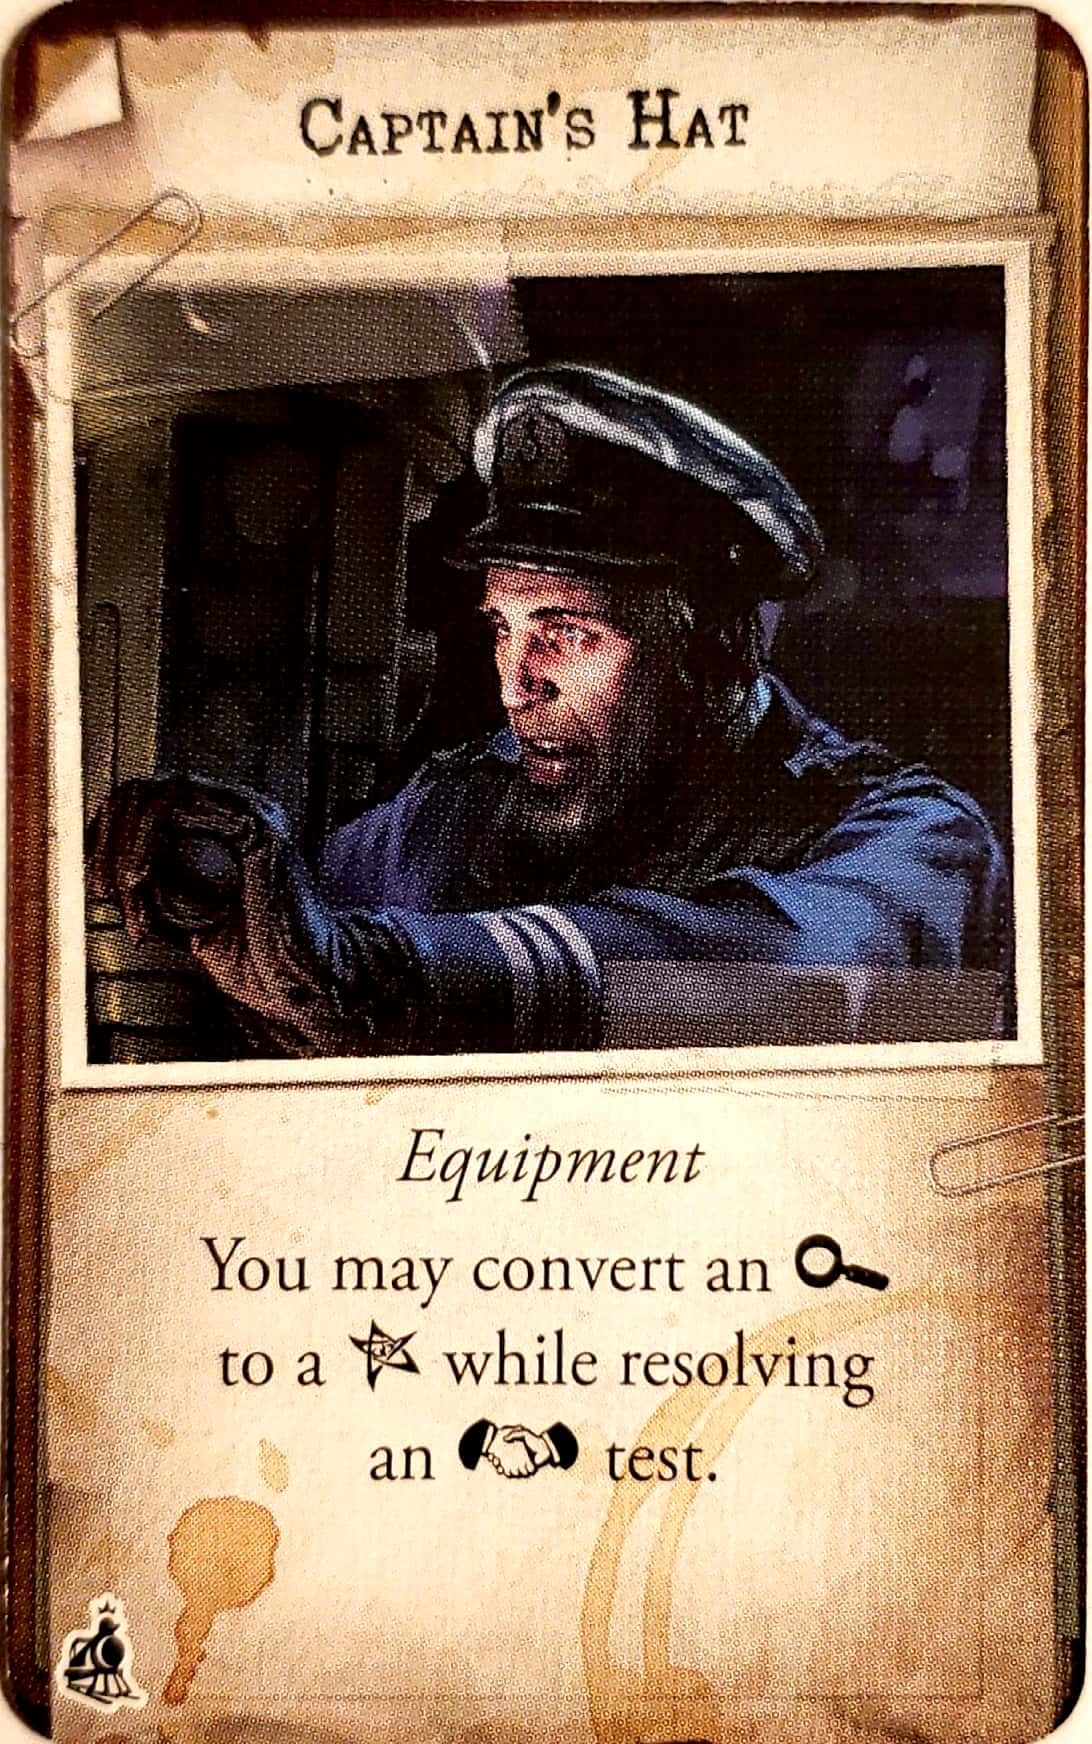 Captain's Hat
Equipment
You may convert an
to a while resolving
an test.